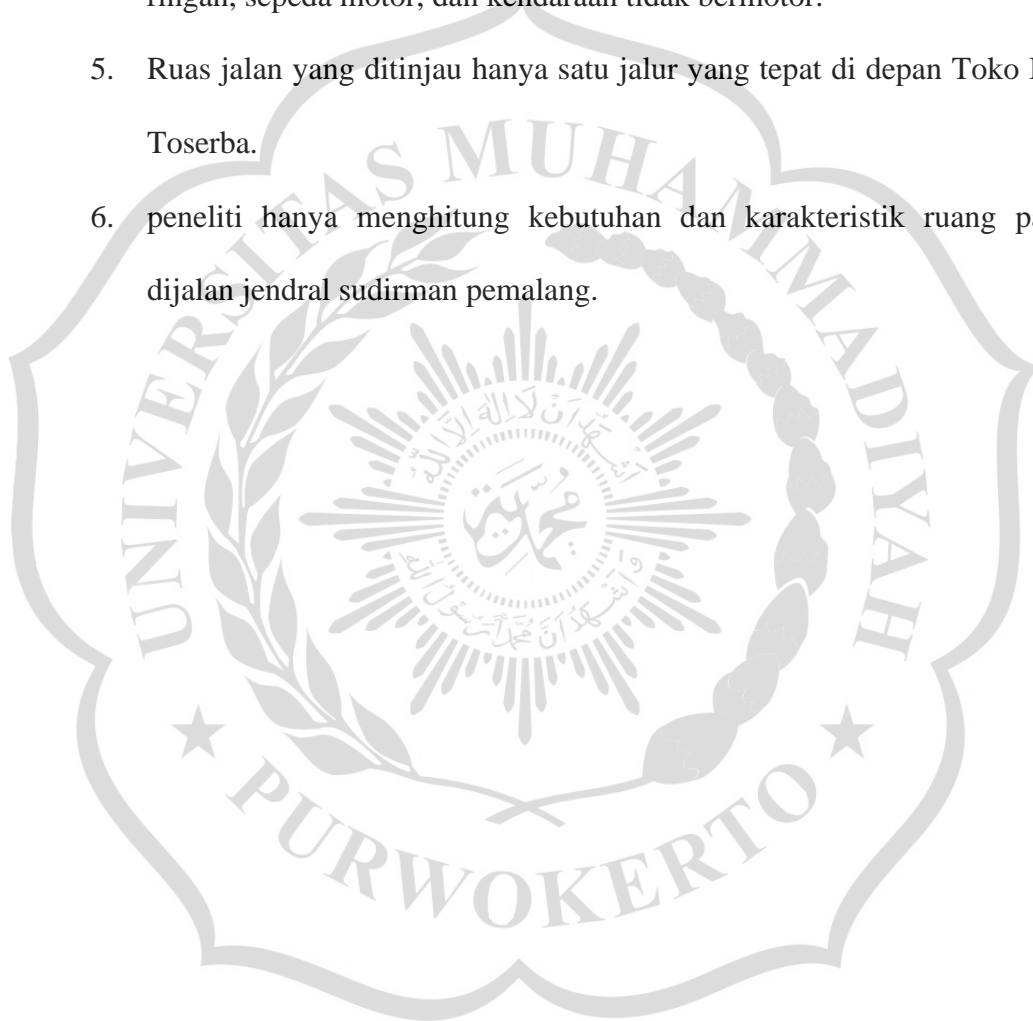 ringan, sepeda motor, dan kendaraan tidak bermotor.
5. Ruas jalan yang ditinjau hanya satu jalur yang tepat di depan Toko
Toserba.
6. peneliti hanya menghitung kebutuhan dan karakteristik ruang
dijalan jendral sudirman pemalang.
UNIVERSITAS MUHAMMADIYAH
PURWOKERTO